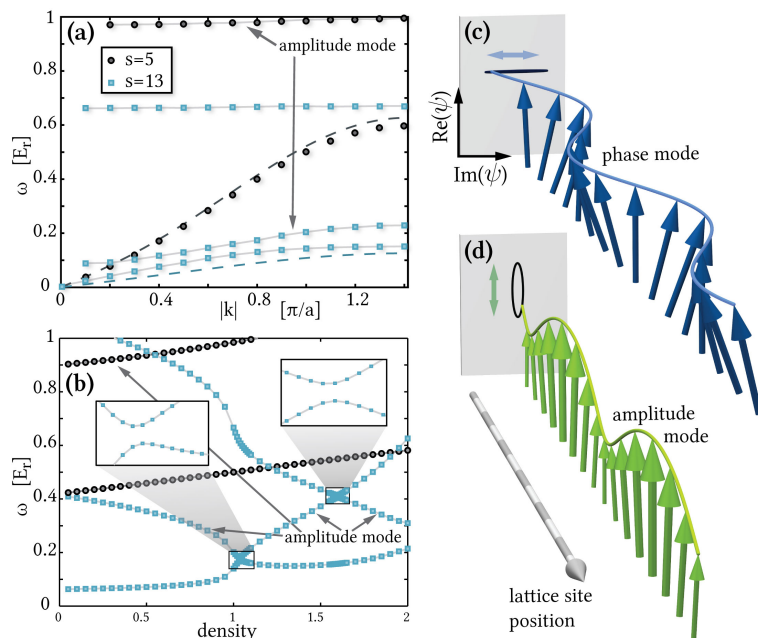 (a)
ω [Eᵣ]
1
0.8
0.6
0.4
0.2
0
amplitude mode
s=5
s=13
0 0.4 0.8 1.2
|k| [π/a]
(b)
ω [Eᵣ]
1
0.8
0.6
0.4
0.2
0
amplitude mode
0 0.5 1 1.5 2
density
(c)
Re(ψ)
Im(ψ)
phase mode
(d)
amplitude
mode
lattice site
position